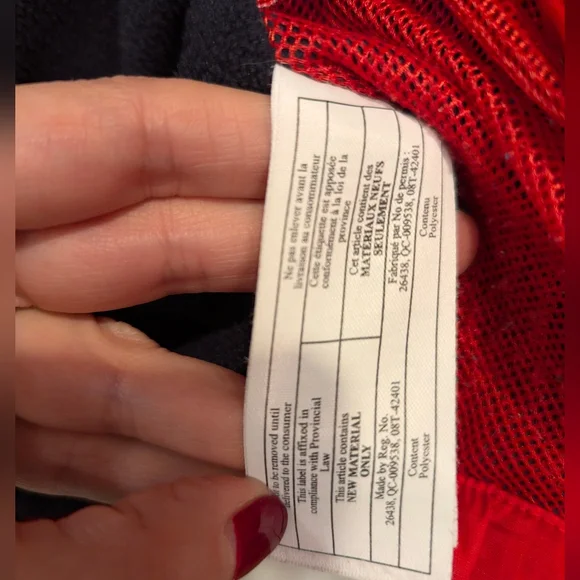 to be removed until
delivered to the consumer
This label is affixed in
compliance with Provincial
Law
This article contains
NEW MATERIAL
ONLY
Made by Reg. No.
26438, QC-009538, 08T-42401
Content
Polyester
Ne pas enlever avant la
livraison au consommateur
Cette étiquette est apposée
conformément à la loi de la
province
Cet article contient des
MATÉRIAUX NEUFS
SEULEMENT
Fabriqué par No de permis :
26438, QC-009538, 08T-42401
Contenu
Polyester